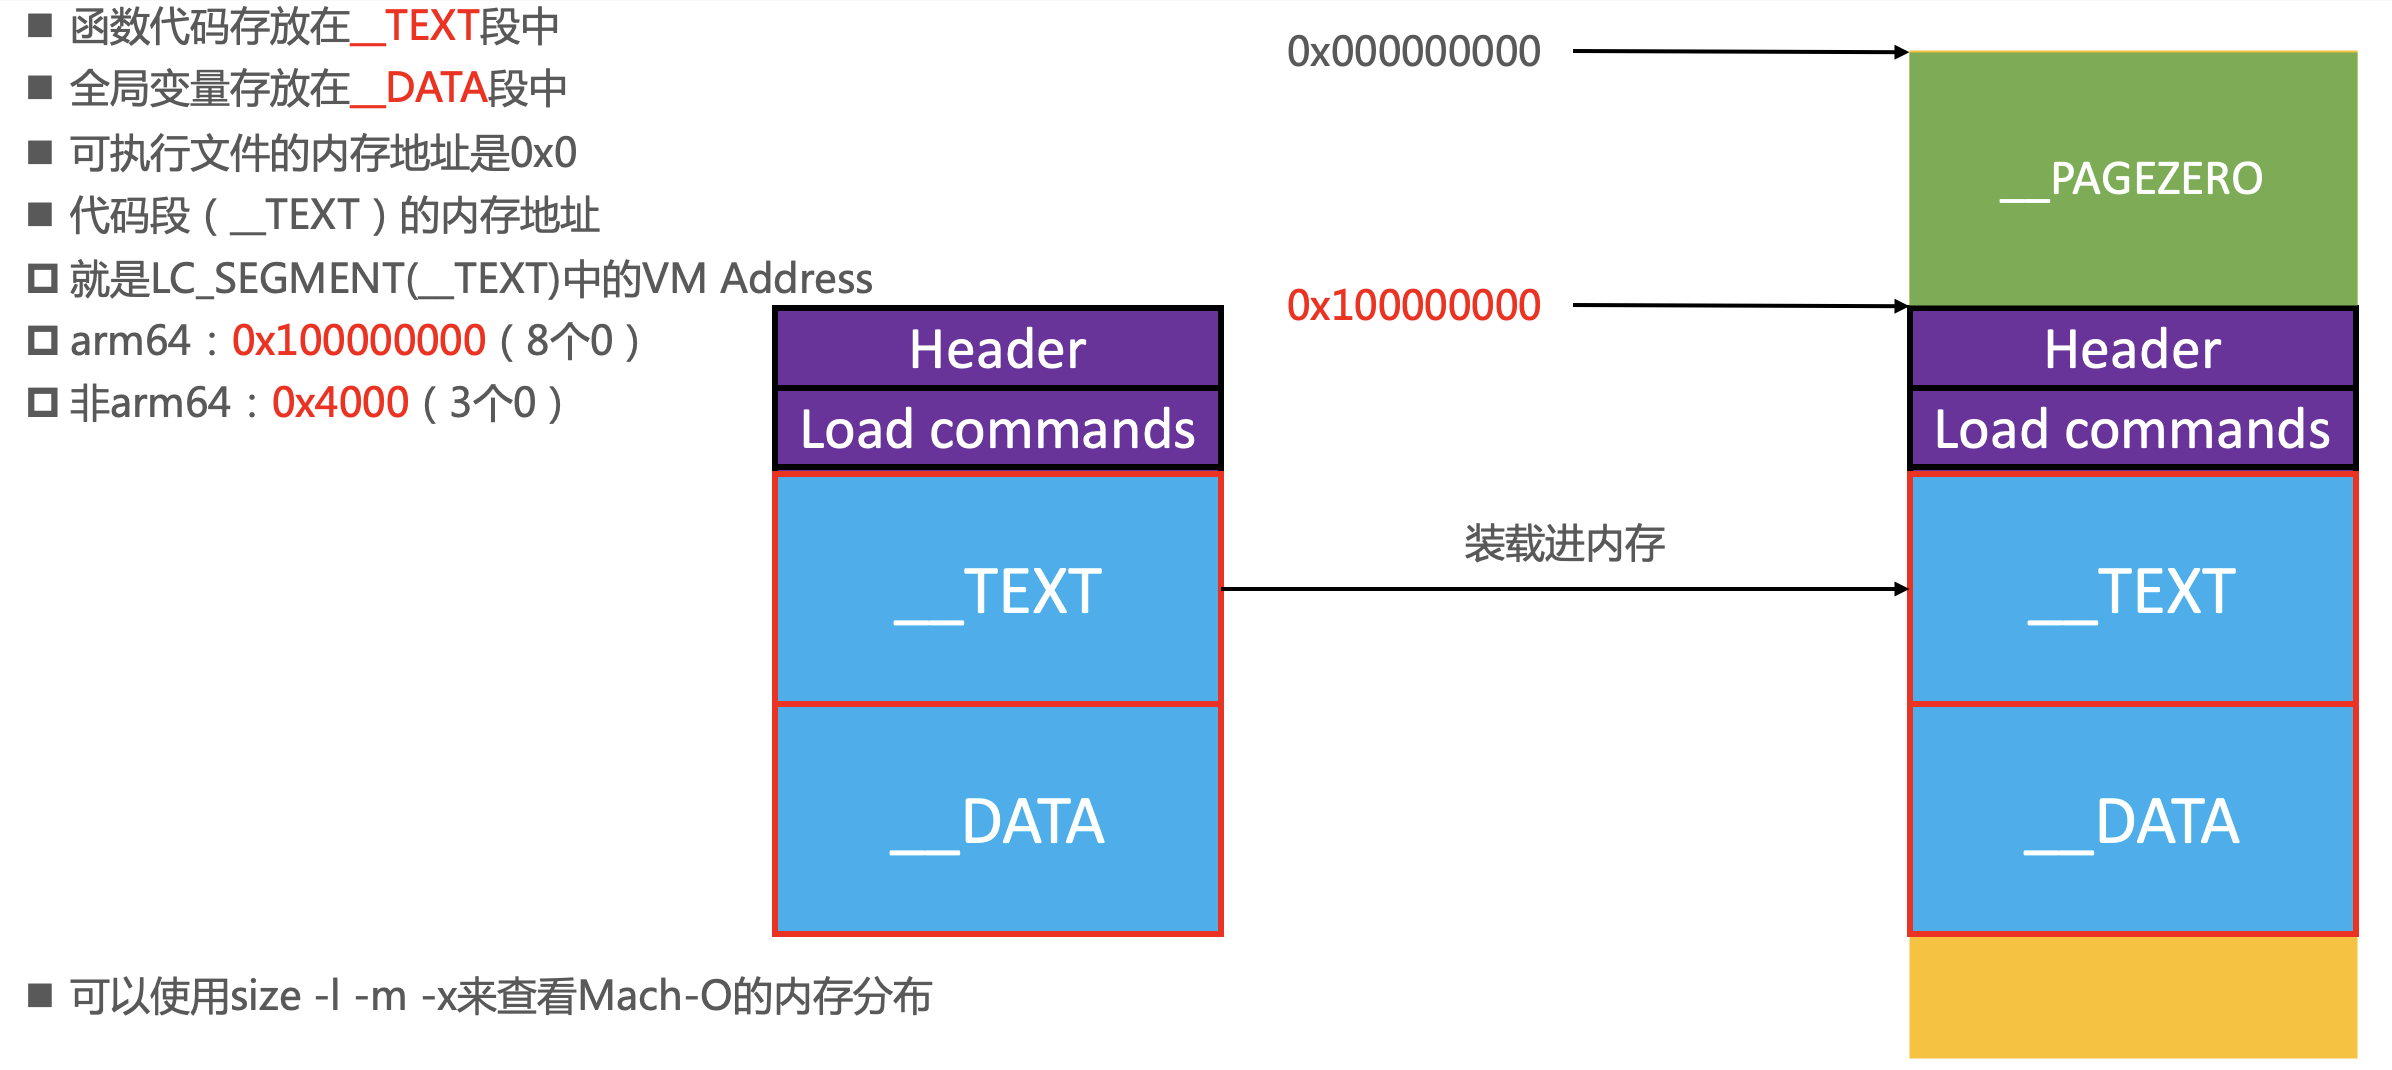 函数代码存放在__TEXT段中
全局变量存放在__DATA段中
可执行文件的内存地址是0x0
代码段（__TEXT）的内存地址
就是LC_SEGMENT(__TEXT)中的VM Address
arm64：0x100000000（8个0）
非arm64：0x4000（3个0）
Header
Load commands
__TEXT
__DATA
0x000000000
0x100000000
装载进内存
__PAGEZERO
Header
Load commands
__TEXT
__DATA
可以使用size -l -m -x来查看Mach-O的内存分布